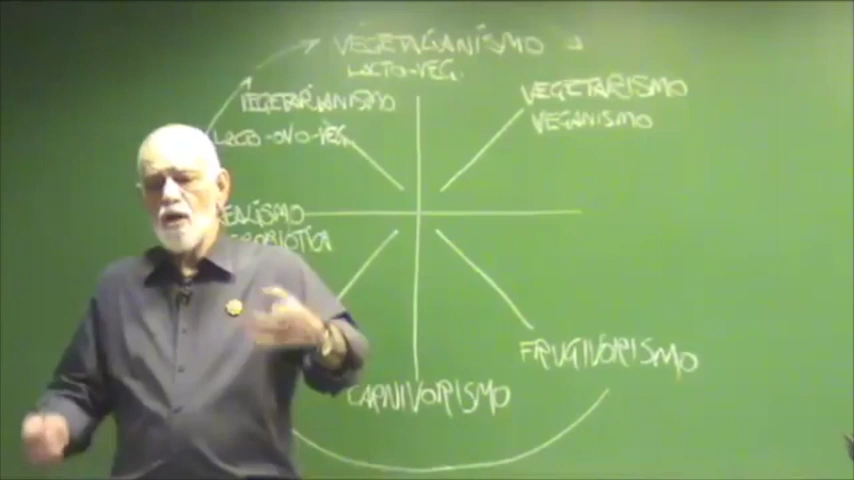 VEGETAGANISMO
LACTO-VEG.
VEGETARISMO
VEGANISMO
VEGETARIANISMO
LACTO-OVO-VEG.
FRUGIVORISMO
CARNIVORISMO